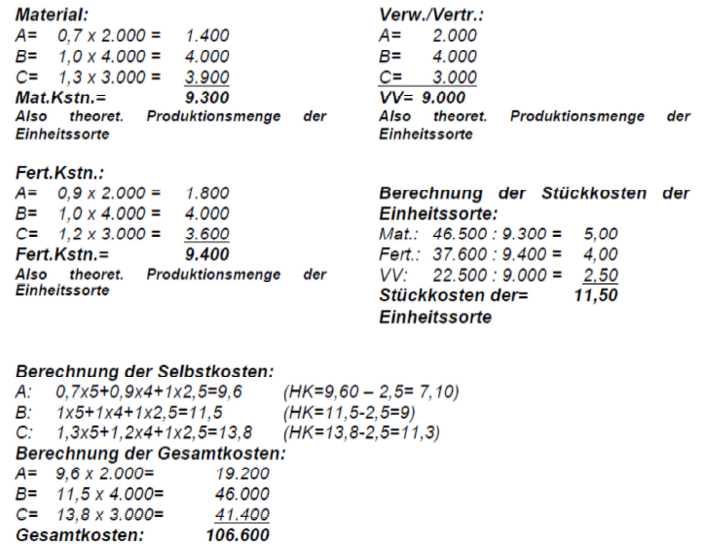 Material:
A= 0,7 x 2.000 = 1.400
B= 1,0 x 4.000 = 4.000
C= 1,3 x 3.000 = 3.900
Mat.Kstn.= 9.300
Also theoret. Produktionsmenge der
Einheitssorte
Fert.Kstn.:
A= 0,9 x 2.000 = 1.800
B= 1,0 x 4.000 = 4.000
C= 1,2 x 3.000 = 3.600
Fert.Kstn.= 9.400
Also theoret. Produktionsmenge der
Einheitssorte
Verw./Vertr.:
A= 2.000
B= 4.000
C= 3.000
VV= 9.000
Also theoret. Produktionsmenge der
Einheitssorte
Berechnung der Stückkosten der
Einheitssorte:
Mat.: 46.500 : 9.300 = 5,00
Fert.: 37.600 : 9.400 = 4,00
VV: 22.500 : 9.000 = 2,50
Stückkosten der= 11,50
Einheitssorte
Berechnung der Selbstkosten:
A: 0,7x5+0,9x4+1x2,5=9,6 (HK=9,60 – 2,5= 7,10)
B: 1x5+1x4+1x2,5=11,5 (HK=11,5-2,5=9)
C: 1,3x5+1,2x4+1x2,5=13,8 (HK=13,8-2,5=11,3)
Berechnung der Gesamtkosten:
A= 9,6 x 2.000= 19.200
B= 11,5 x 4.000= 46.000
C= 13,8 x 3.000= 41.400
Gesamtkosten: 106.600